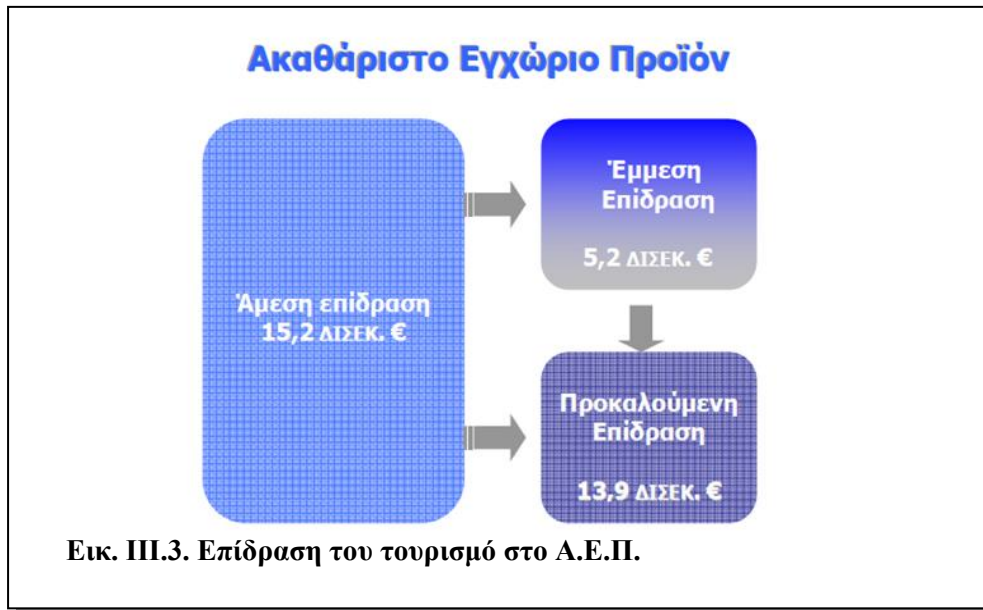 Ακαθάριστο Εγχώριο Προϊόν
Έμμεση
Επίδραση
5,2 ΔΙΣΕΚ. €
Άμεση επίδραση
15,2 ΔΙΣΕΚ. €
Προκαλούμενη
Επίδραση
13,9 ΔΙΣΕΚ. €
Εικ. ΙΙΙ.3. Επίδραση του τουρισμό στο Α.Ε.Π.